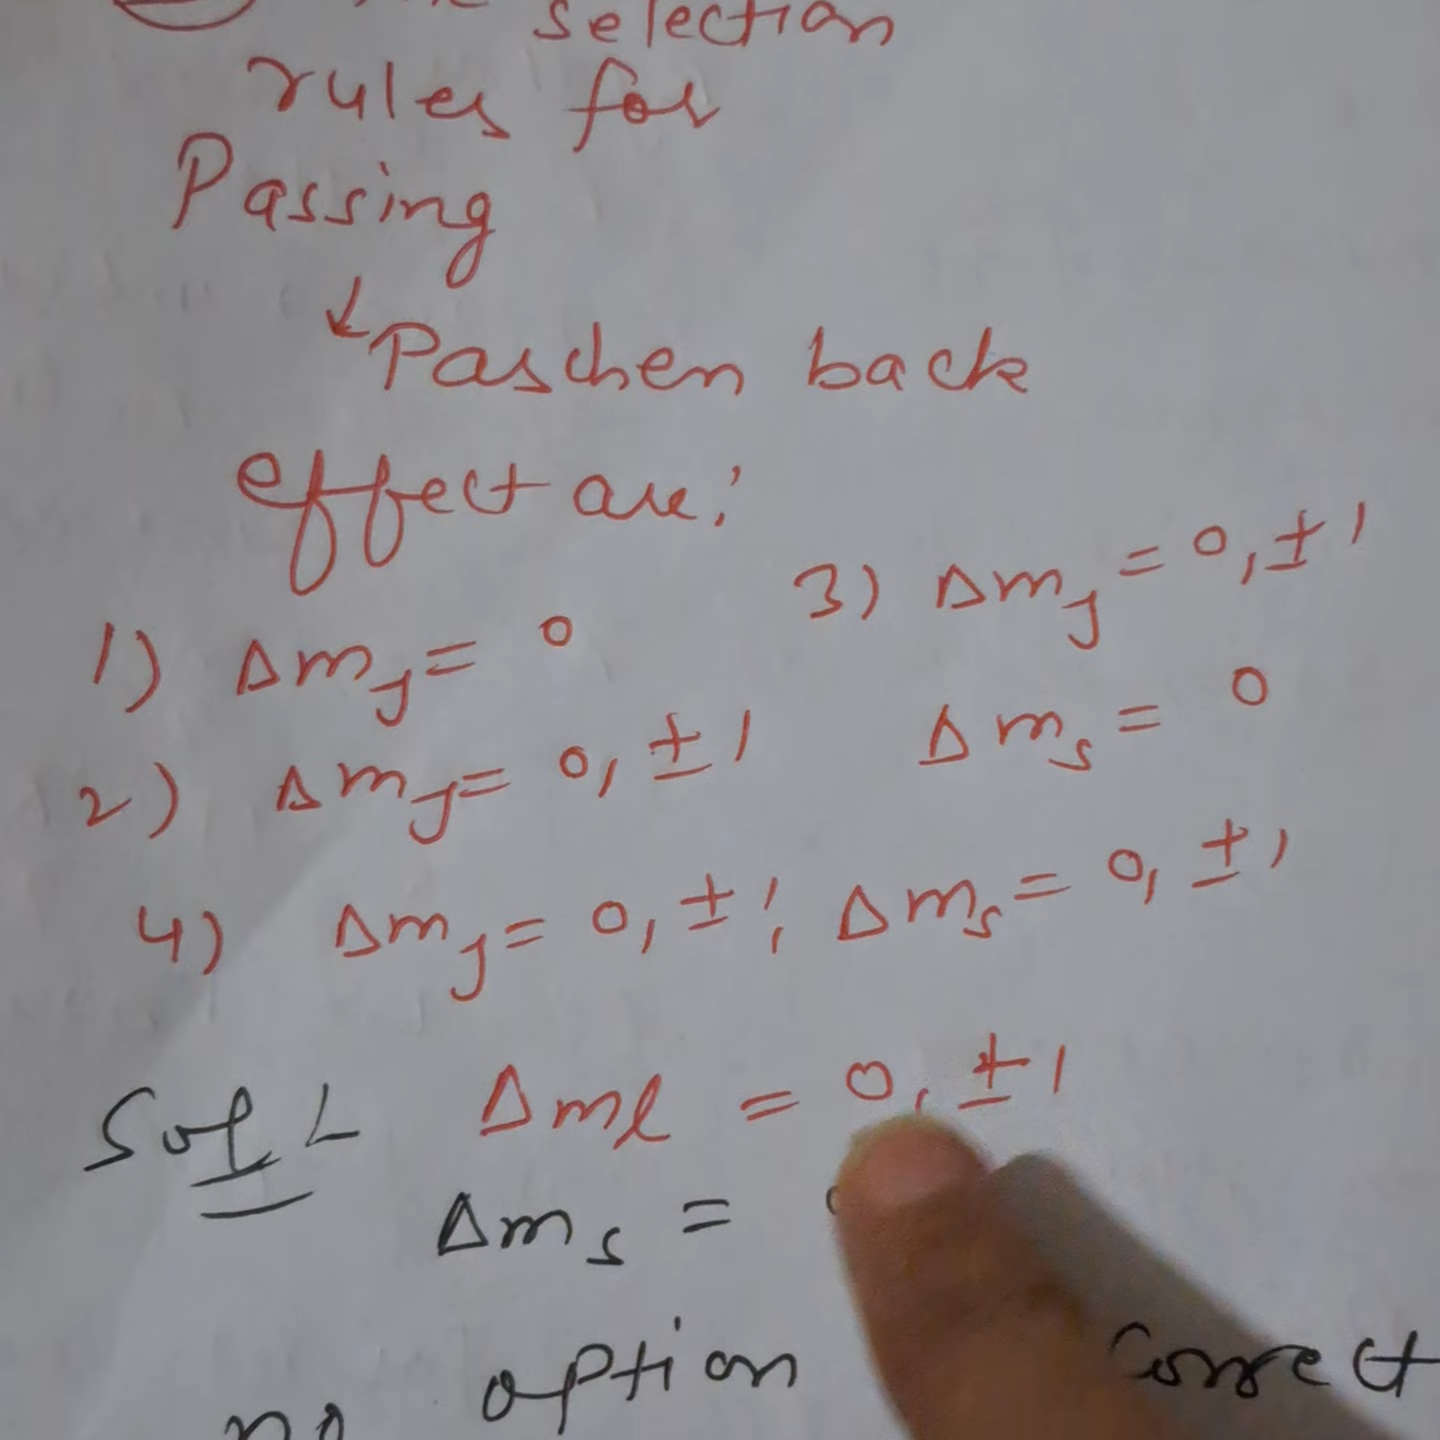 selection
rules for
Passing
↓ Paschen back
effect are:
1) Δm_J = 0
2) Δm_J = 0, ±1
3) Δm_J = 0, ±1
Δm_s = 0
4) Δm_J = 0, ±1; Δm_s = 0, ±1
Δml = 0, ±1
Δm_s =
no option correct